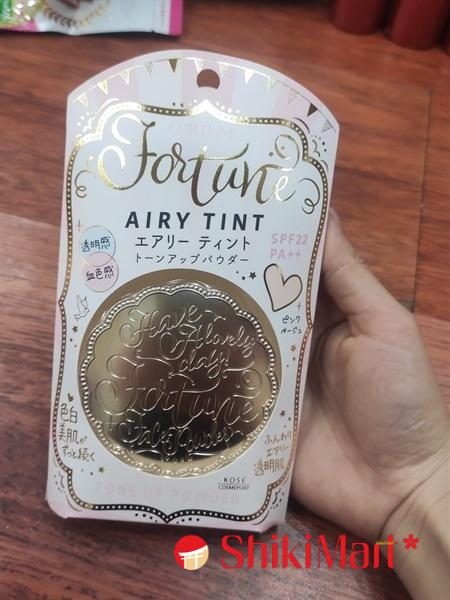 FORTUNE
Fortune
AIRY TINT
エアリー ティント
トーンアップパウダー
透明感
血色感
SPF22
PA++
ピンク
ベージュ
Have
A lovely
day!
Fortune
色白
美肌が
ずっと続く
ふんわり
エアリー
透明肌
KOSÉ
COSMEPORT
TONE UP POWDER
ShikiMart*